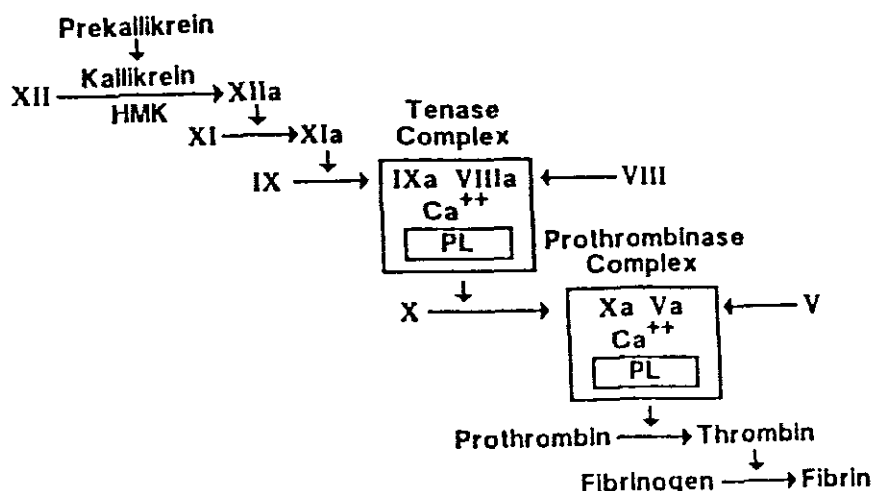 Prekallikrein
Kallikrein
XII XIIa
HMK
XI XIa
Tenase
Complex
IX IXa VIIIa VIII
Ca++
PL
Prothrombinase
Complex
X Xa Va V
Ca++
PL
Prothrombin Thrombin
Fibrinogen Fibrin